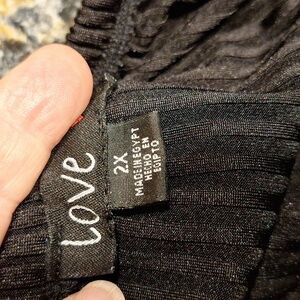 Love
2X
MADE IN EGYPT
HECHO EN
EGIPTO